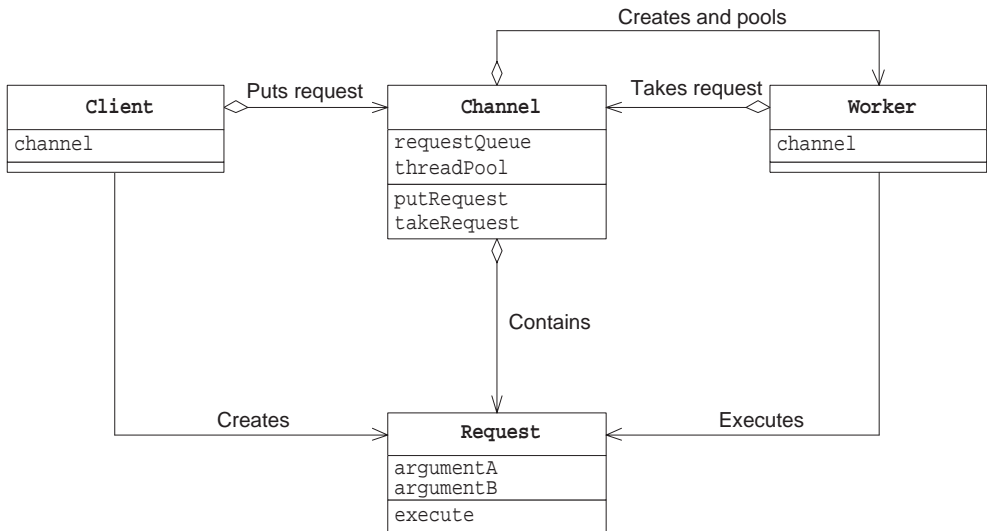 Creates and pools
Puts request
Takes request
Client
channel
Channel
requestQueue
threadPool
putRequest
takeRequest
Worker
channel
Contains
Creates
Executes
Request
argumentA
argumentB
execute